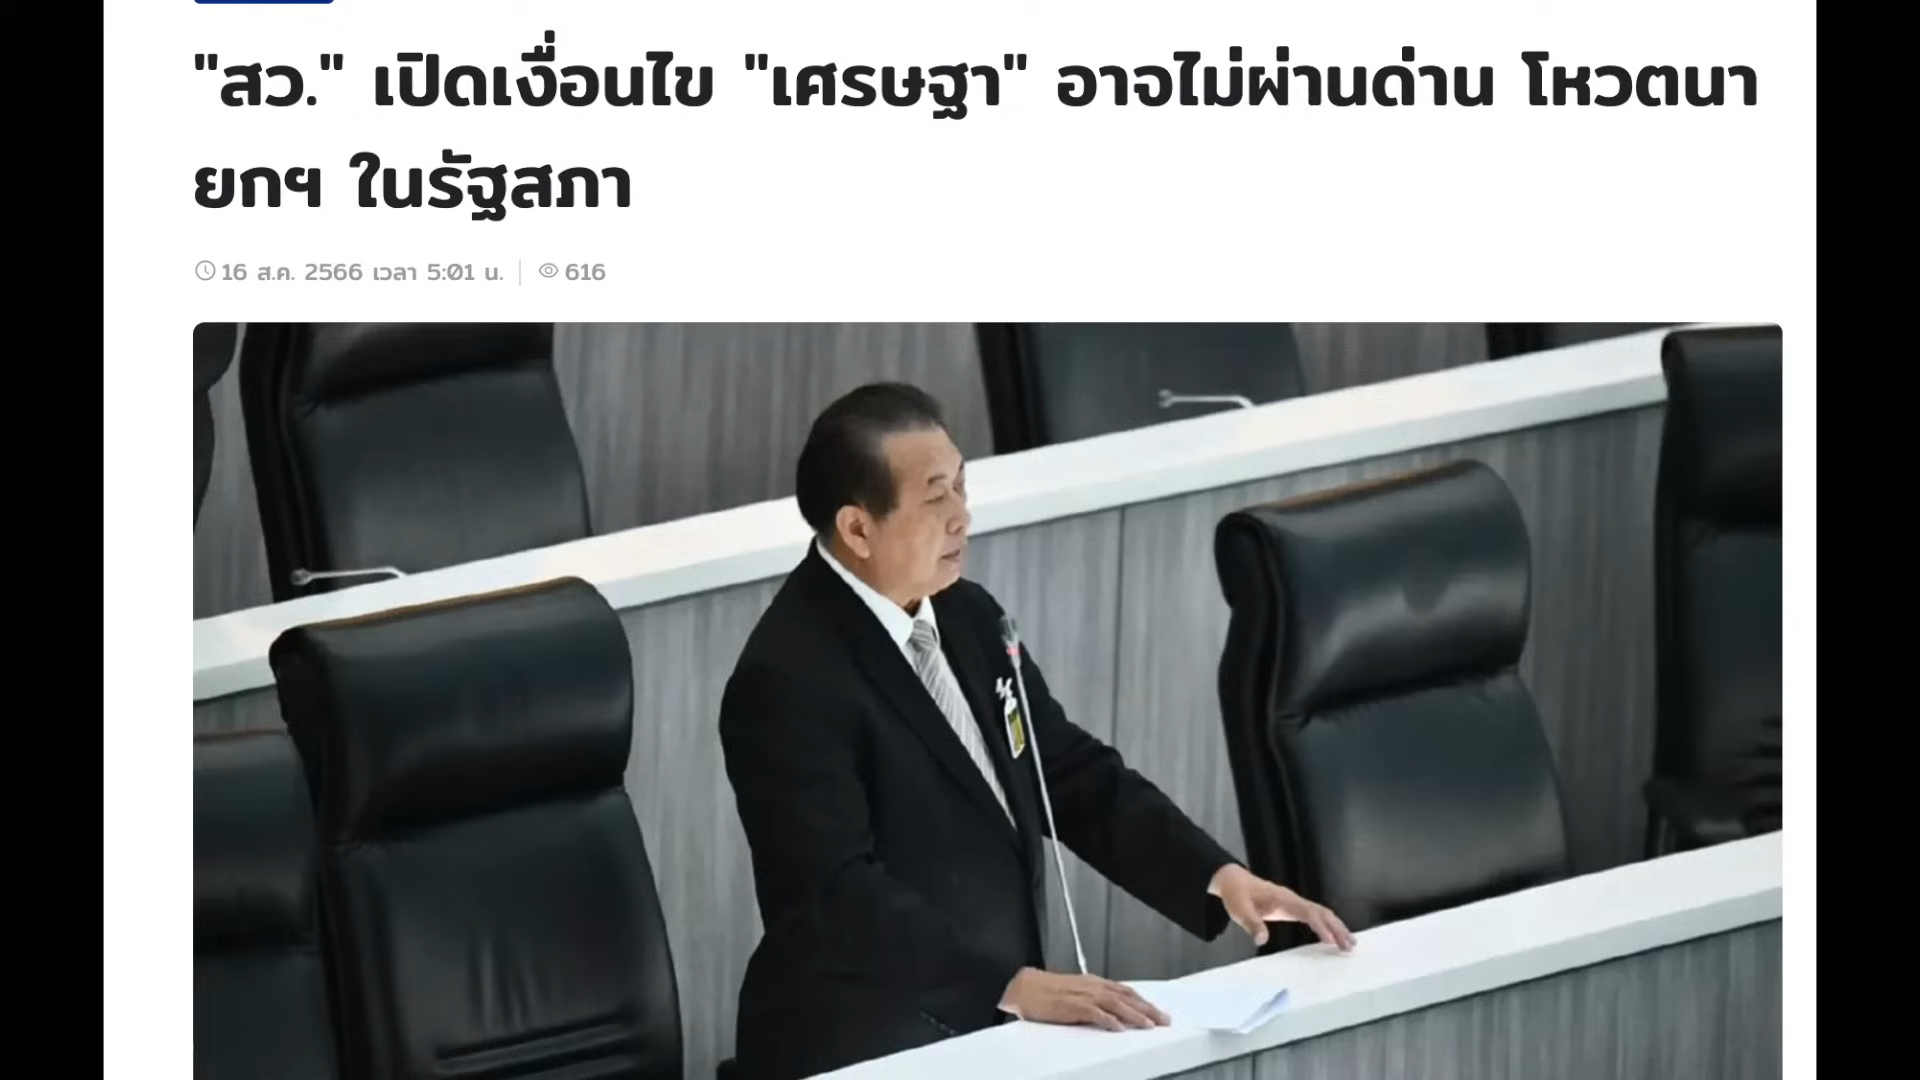 "สว." เปิดเงื่อนไข "เศรษฐา" อาจไม่ผ่านด่าน โหวตนา
ยกฯ ในรัฐสภา
16 ส.ค. 2566 เวลา 5:01 น. 616